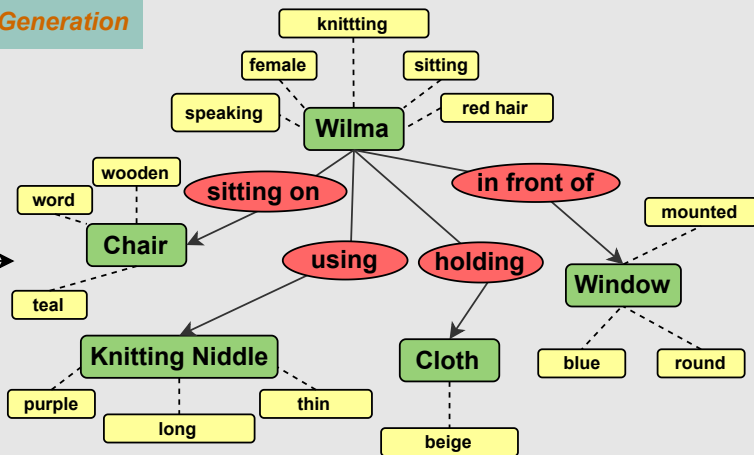 Generation
knittting
female
sitting
speaking
red hair
Wilma
wooden
word
sitting on
in front of
mounted
Chair
using
holding
Window
teal
Knitting Niddle
Cloth
blue
round
purple
thin
long
beige